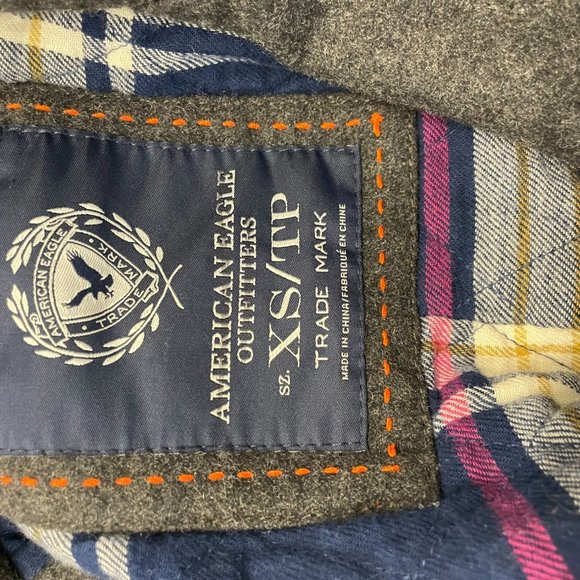 AMERICAN EAGLE
TRADE MARK
AMERICAN EAGLE
OUTFITTERS
SZ. XS/TP
TRADE MARK
MADE IN CHINA/FABRIQUÉ EN CHINE